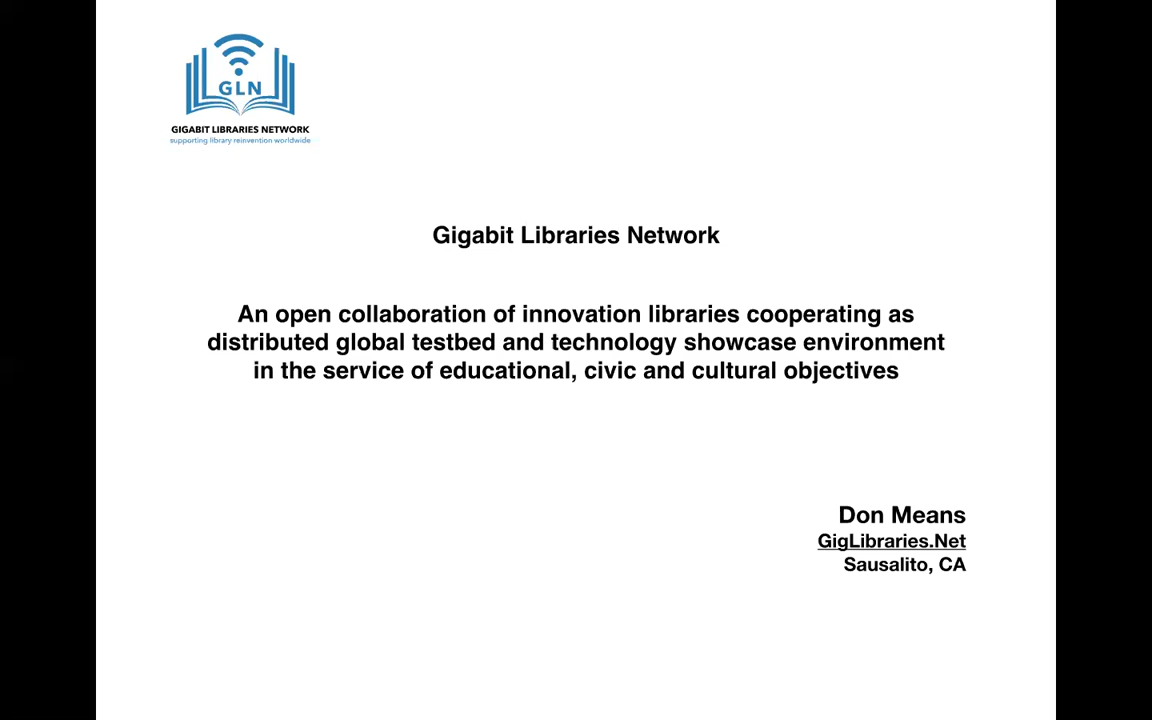 GLN
GIGABIT LIBRARIES NETWORK
supporting library reinvention worldwide
Gigabit Libraries Network
An open collaboration of innovation libraries cooperating as
distributed global testbed and technology showcase environment
in the service of educational, civic and cultural objectives
Don Means
GigLibraries.Net
Sausalito, CA